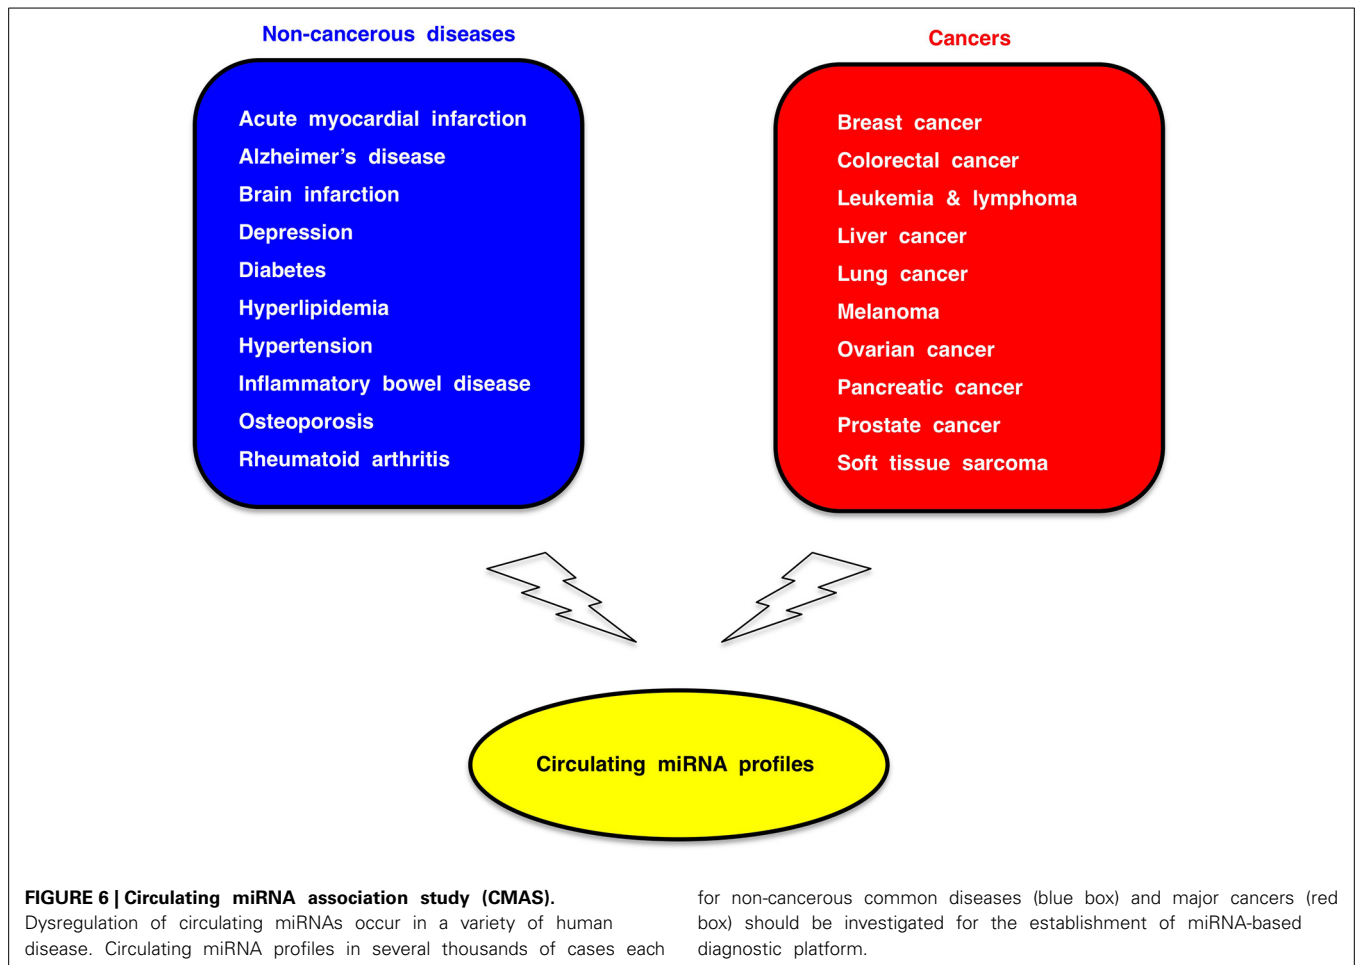 Non-cancerous diseases
Acute myocardial infarction
Alzheimer's disease
Brain infarction
Depression
Diabetes
Hyperlipidemia
Hypertension
Inflammatory bowel disease
Osteoporosis
Rheumatoid arthritis
Cancers
Breast cancer
Colorectal cancer
Leukemia & lymphoma
Liver cancer
Lung cancer
Melanoma
Ovarian cancer
Pancreatic cancer
Prostate cancer
Soft tissue sarcoma
Circulating miRNA profiles
FIGURE 6 | Circulating miRNA association study (CMAS).
Dysregulation of circulating miRNAs occur in a variety of human
disease. Circulating miRNA profiles in several thousands of cases each
for non-cancerous common diseases (blue box) and major cancers (red
box) should be investigated for the establishment of miRNA-based
diagnostic platform.